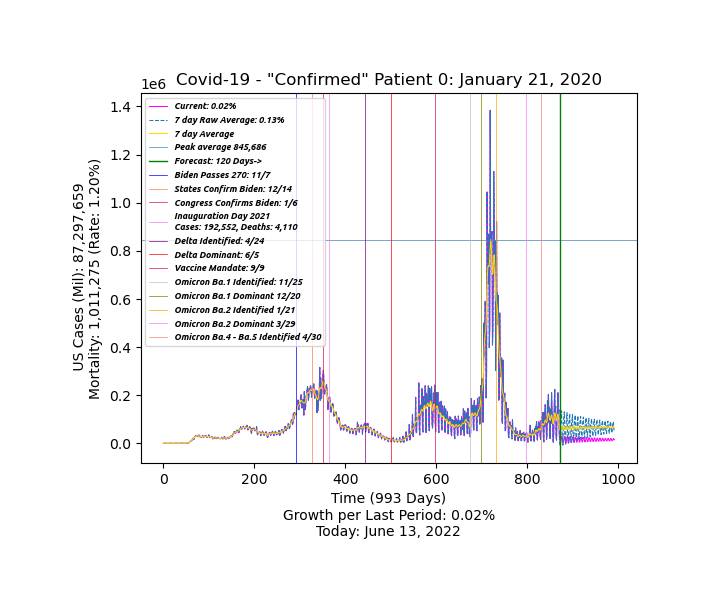 Covid-19 - "Confirmed" Patient 0: January 21, 2020
1e6
1.4
1.2
1.0
0.8
0.6
0.4
0.2
0.0
US Cases (Mil): 87,297,659
Mortality: 1,011,275 (Rate: 1.20%)
Current: 0.02%
7 day Raw Average: 0.13%
7 day Average
Peak average 845,686
Forecast: 120 Days->
Biden Passes 270: 11/7
States Confirm Biden: 12/14
Congress Confirms Biden: 1/6
Inauguration Day 2021
Cases: 192,552, Deaths: 4,110
Delta Identified: 4/24
Delta Dominant: 6/5
Vaccine Mandate: 9/9
Omicron Ba.1 Identified: 11/25
Omicron Ba.1 Dominant 12/20
Omicron Ba.2 Identified 1/21
Omicron Ba.2 Dominant 3/29
Omicron Ba.4 - Ba.5 Identified 4/30
0 200 400 600 800 1000
Time (993 Days)
Growth per Last Period: 0.02%
Today: June 13, 2022